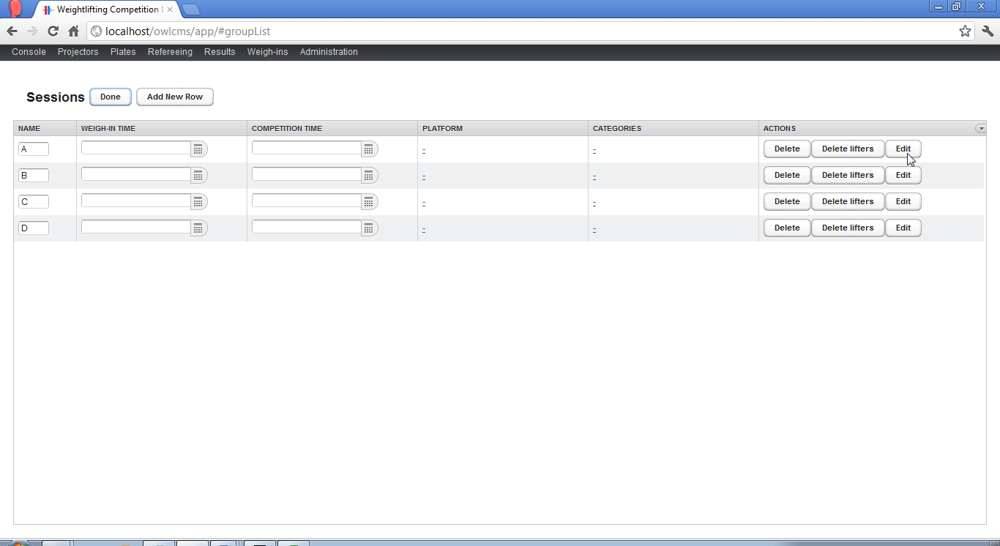 Weightlifting Competition
localhost/owlcms/app/#groupList
Console Projectors Plates Refereeing Results Weigh-ins Administration
Sessions Done Add New Row
NAME WEIGH-IN TIME COMPETITION TIME PLATFORM CATEGORIES ACTIONS
A - - Delete Delete lifters Edit
B - - Delete Delete lifters Edit
C - - Delete Delete lifters Edit
D - - Delete Delete lifters Edit